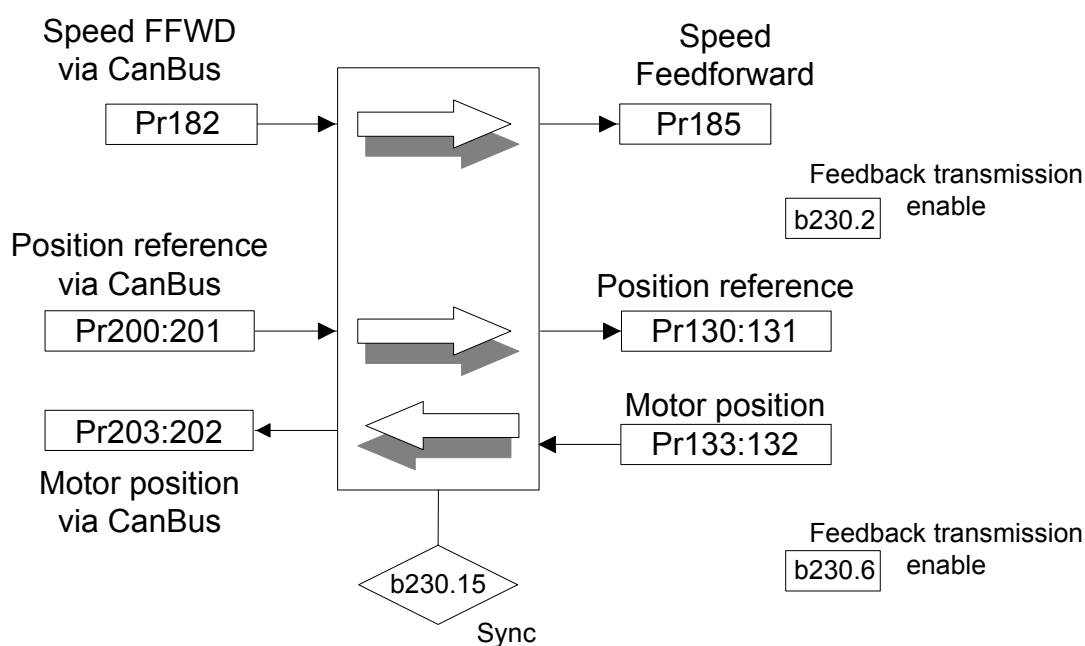 Speed FFWD
via CanBus
Pr182
Speed
Feedforward
Pr185
Feedback transmission
enable
b230.2
Position reference
via CanBus
Pr200:201
Position reference
Pr130:131
Pr203:202
Motor position
via CanBus
Motor position
Pr133:132
Feedback transmission
enable
b230.6
b230.15
Sync